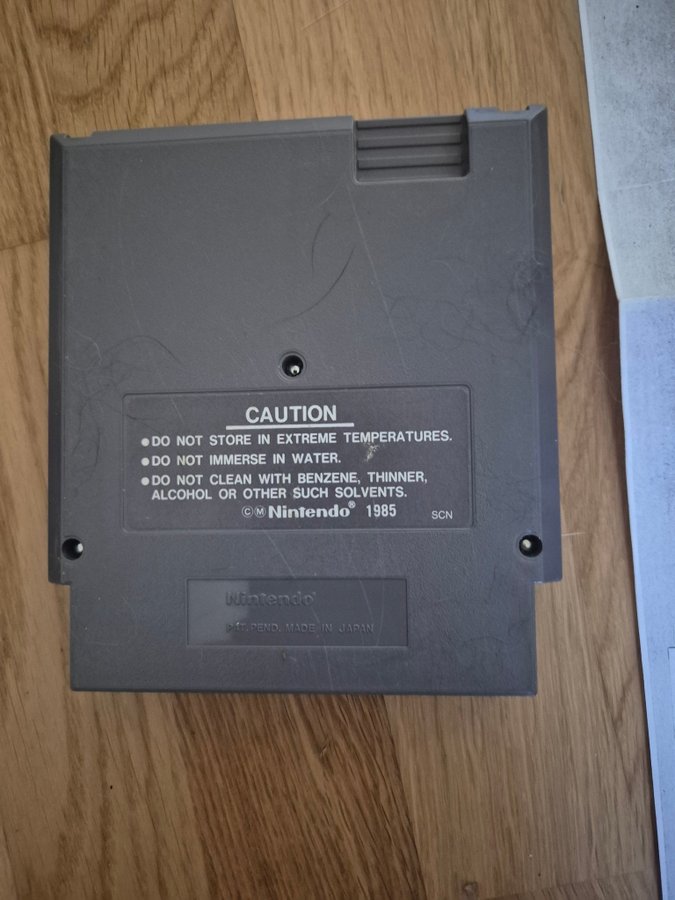 CAUTION
●DO NOT STORE IN EXTREME TEMPERATURES.
●DO NOT IMMERSE IN WATER.
●DO NOT CLEAN WITH BENZENE, THINNER,
ALCOHOL OR OTHER SUCH SOLVENTS.
©Ⓜ Nintendo® 1985 SCN
Nintendo®
PAT. PEND. MADE IN JAPAN